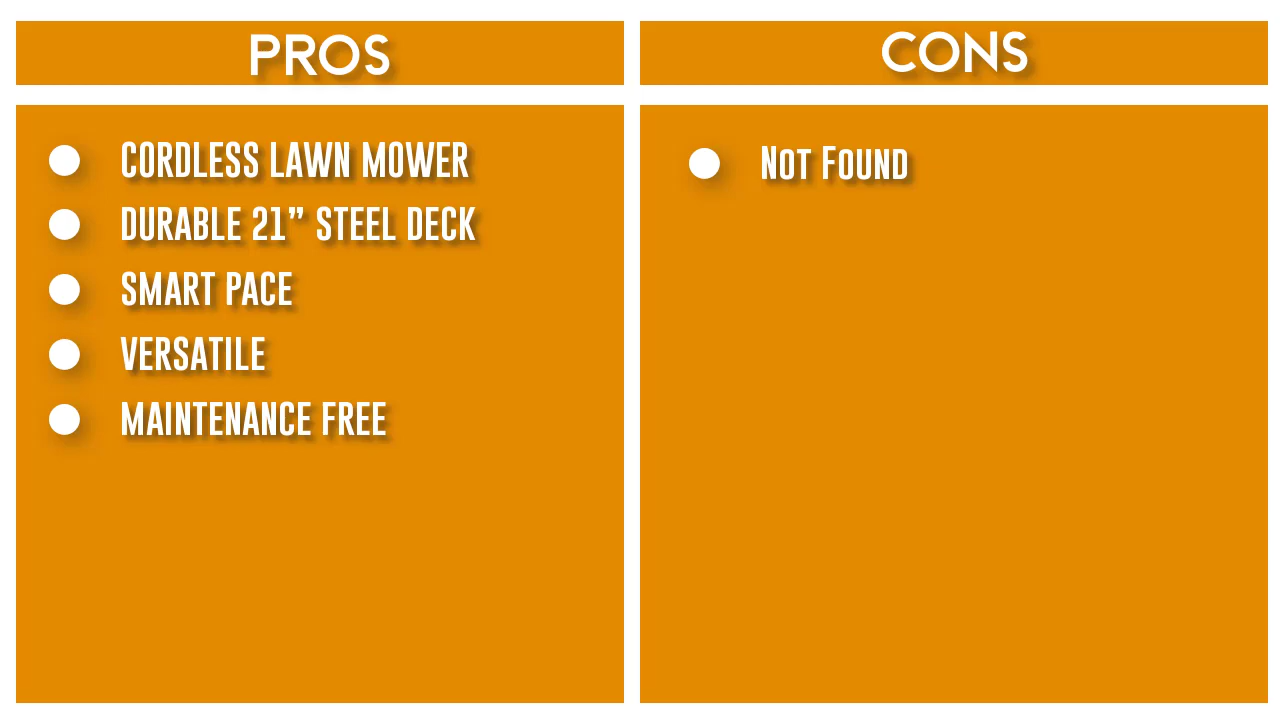 PROS
CONS
CORDLESS LAWN MOWER
DURABLE 21” STEEL DECK
SMART PACE
VERSATILE
MAINTENANCE FREE
Not Found